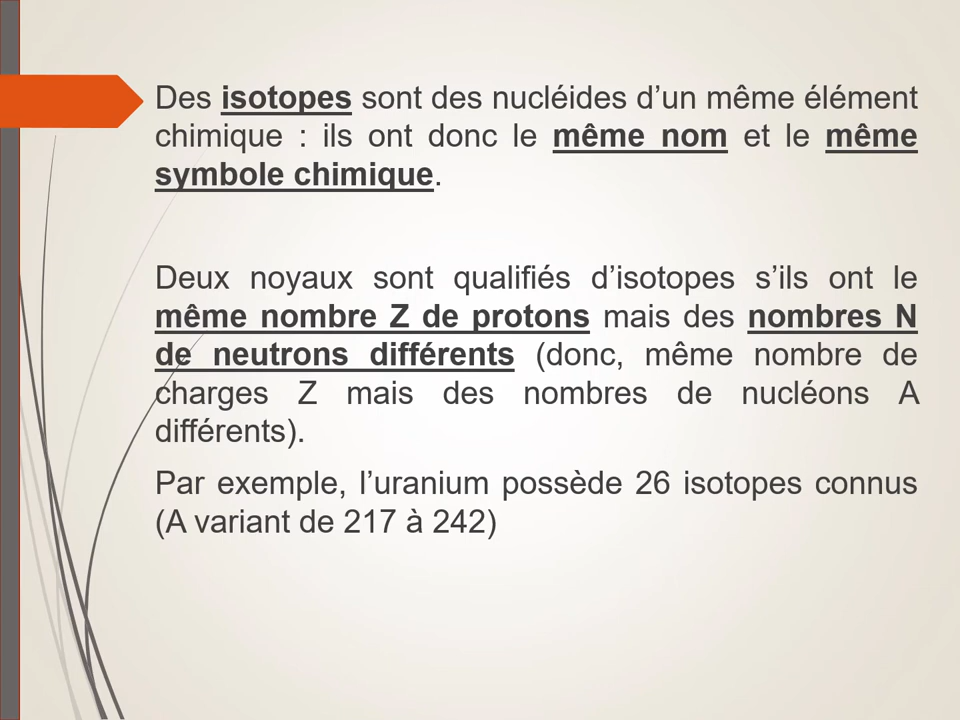 Des isotopes sont des nucléides d’un même élément
chimique : ils ont donc le même nom et le même
symbole chimique.
Deux noyaux sont qualifiés d’isotopes s’ils ont le
même nombre Z de protons mais des nombres N
de neutrons différents (donc, même nombre de
charges Z mais des nombres de nucléons A
différents).
Par exemple, l’uranium possède 26 isotopes connus
(A variant de 217 à 242)